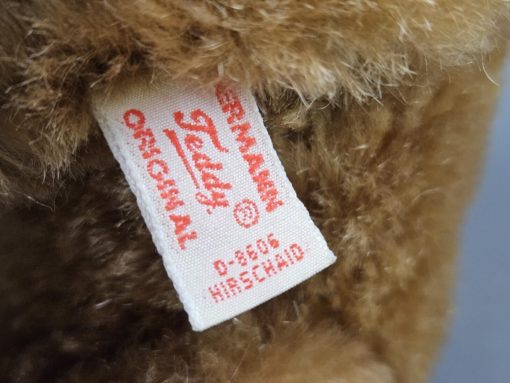 ORIGINAL
Teddy
ERMANN ®
D-8606
HIRSCHAID